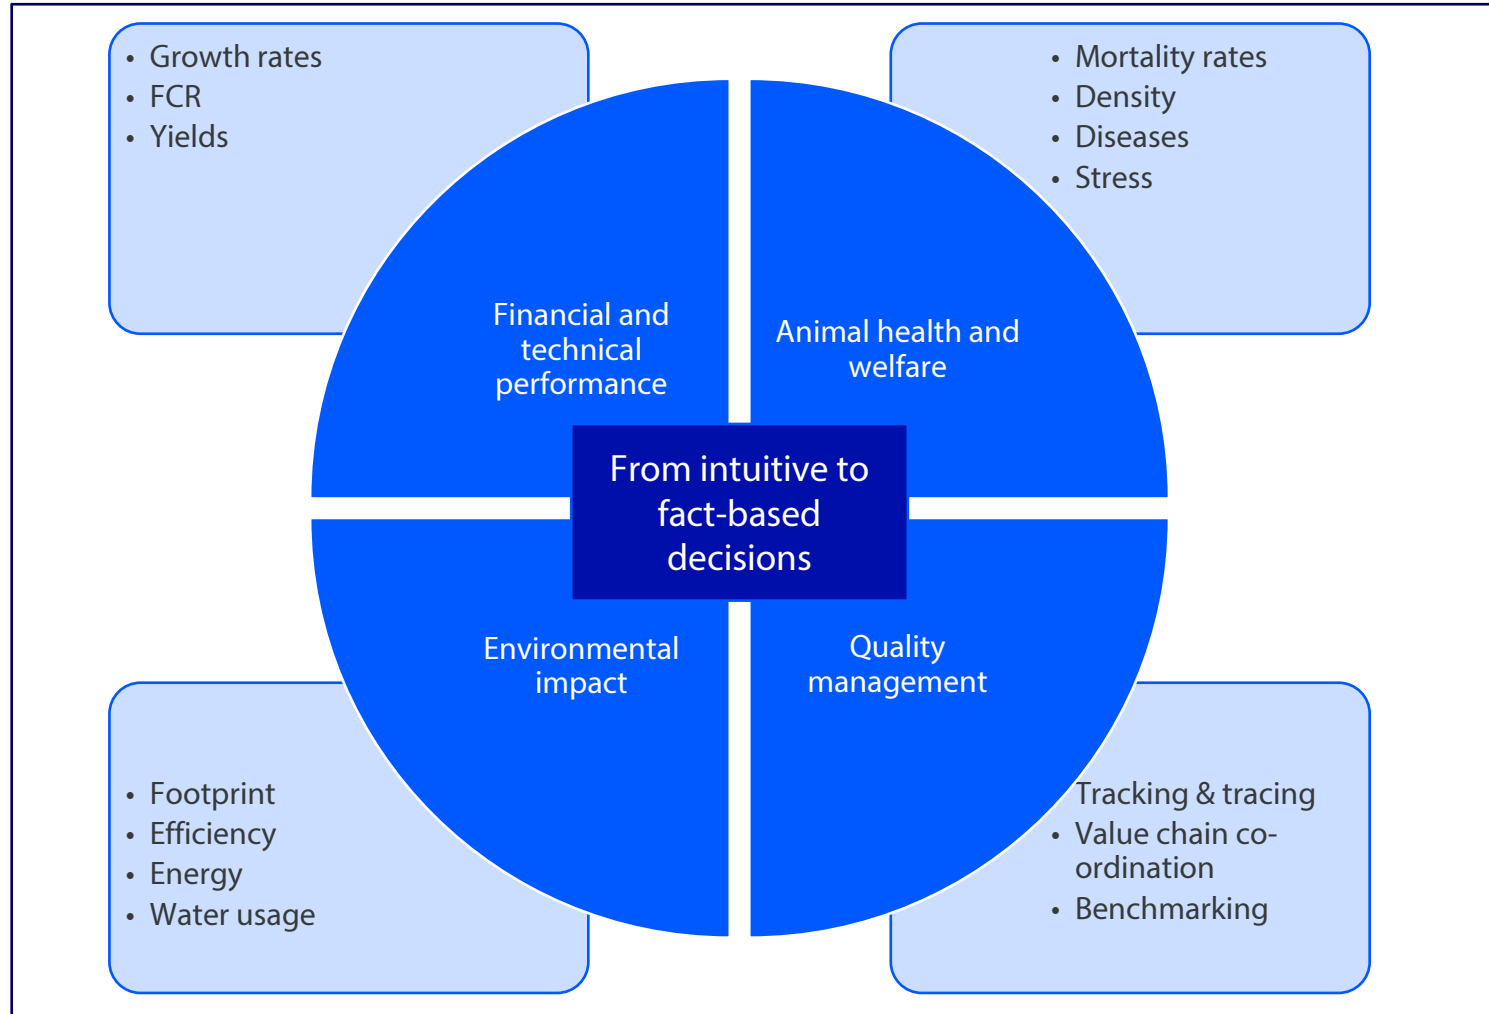 • Growth rates
• FCR
• Yields
• Mortality rates
• Density
• Diseases
• Stress
Financial and
technical
performance
Animal health and
welfare
From intuitive to
fact-based
decisions
Environmental
impact
Quality
management
• Footprint
• Efficiency
• Energy
• Water usage
Tracking & tracing
• Value chain co-
ordination
• Benchmarking